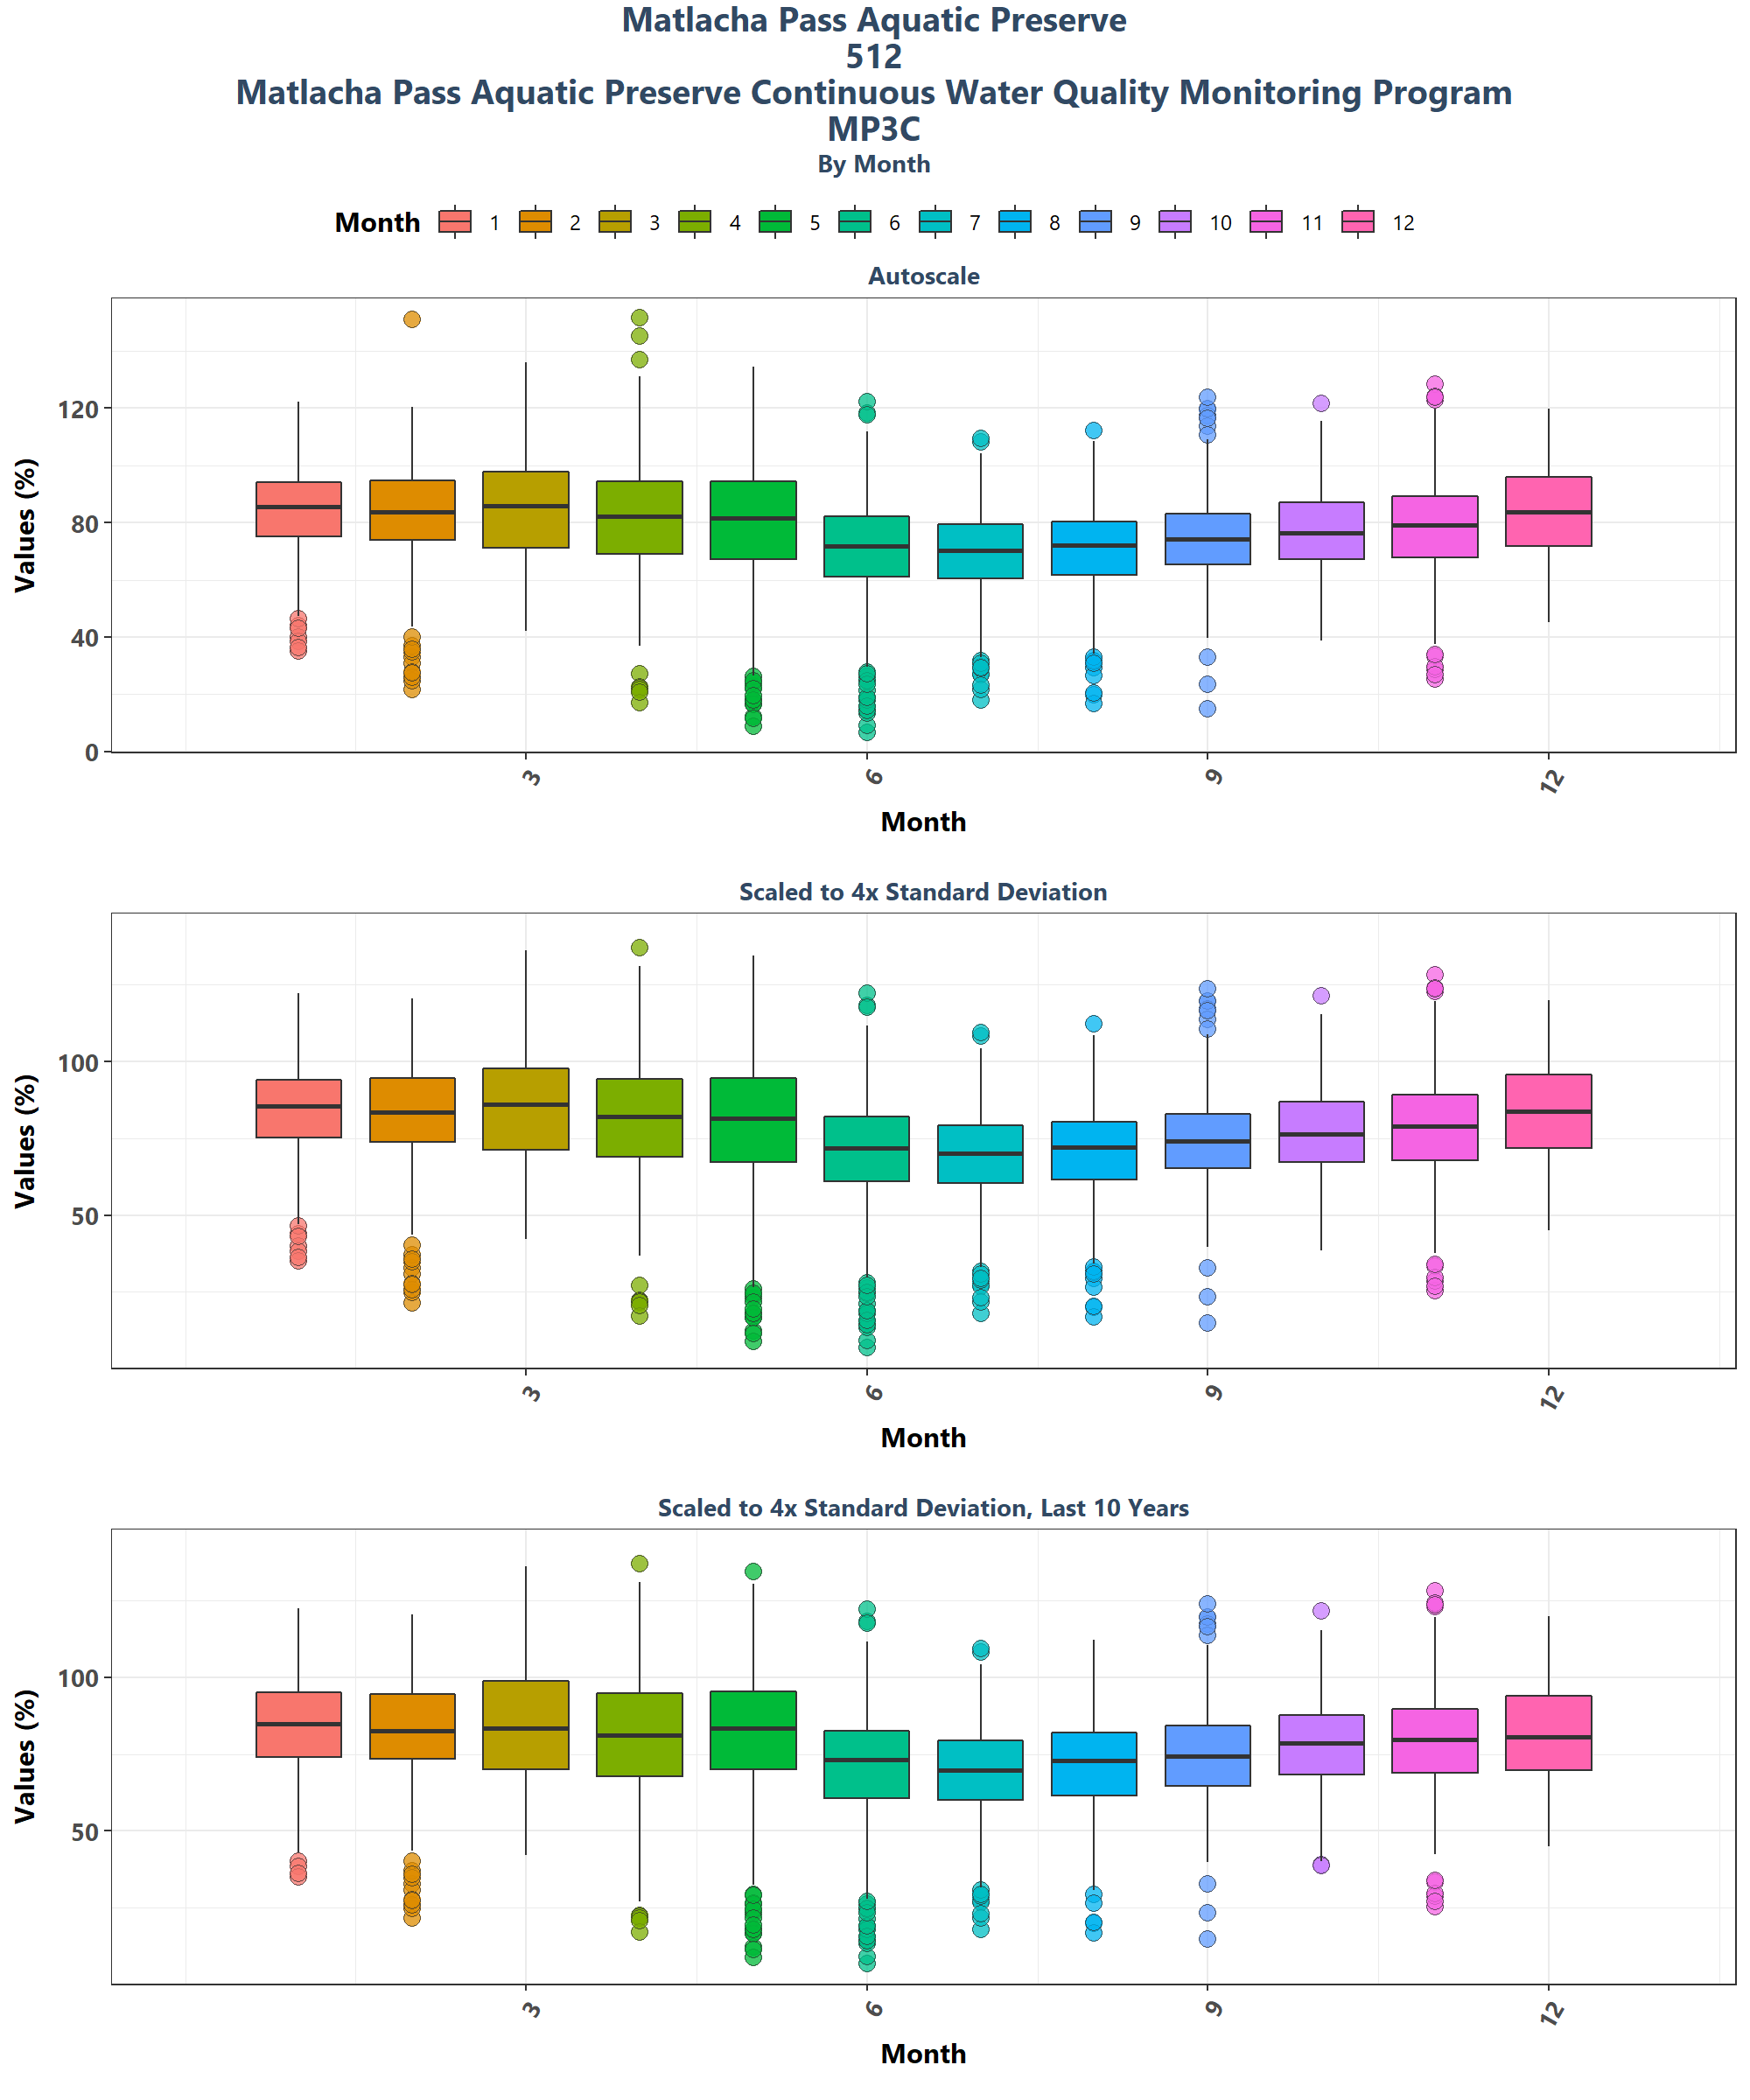 Matlacha Pass Aquatic Preserve
512
Matlacha Pass Aquatic Preserve Continuous Water Quality Monitoring Program
MP3C
By Month
Month 1 2 3 4 5 6 7 8 9 10 11 12
Autoscale
Values (%)
120
80
40
0
3 6 9 12
Month
Scaled to 4x Standard Deviation
Values (%)
100
50
3 6 9 12
Month
Scaled to 4x Standard Deviation, Last 10 Years
Values (%)
100
50
3 6 9 12
Month